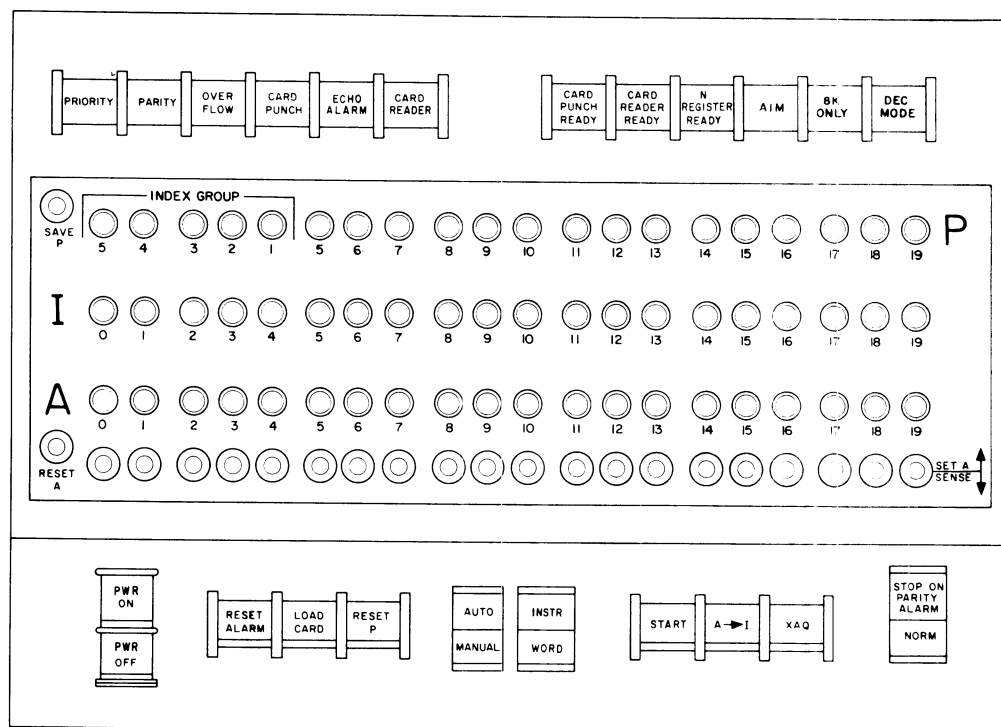 PRIORITY
PARITY
OVER
FLOW
CARD
PUNCH
ECHO
ALARM
CARD
READER
CARD
PUNCH
READY
CARD
READER
READY
N
REGISTER
READY
AIM
8K
ONLY
DEC
MODE
SAVE
P
INDEX GROUP
5 4 3 2 1 5 6 7 8 9 10 11 12 13 14 15 16 17 18 19
P
I
0 1 2 3 4 5 6 7 8 9 10 11 12 13 14 15 16 17 18 19
A
0 1 2 3 4 5 6 7 8 9 10 11 12 13 14 15 16 17 18 19
RESET
A
SET A
SENSE
PWR
ON
PWR
OFF
RESET
ALARM
LOAD
CARD
RESET
P
AUTO
MANUAL
INSTR
WORD
START
A→I
XAQ
STOP ON
PARITY
ALARM
NORM